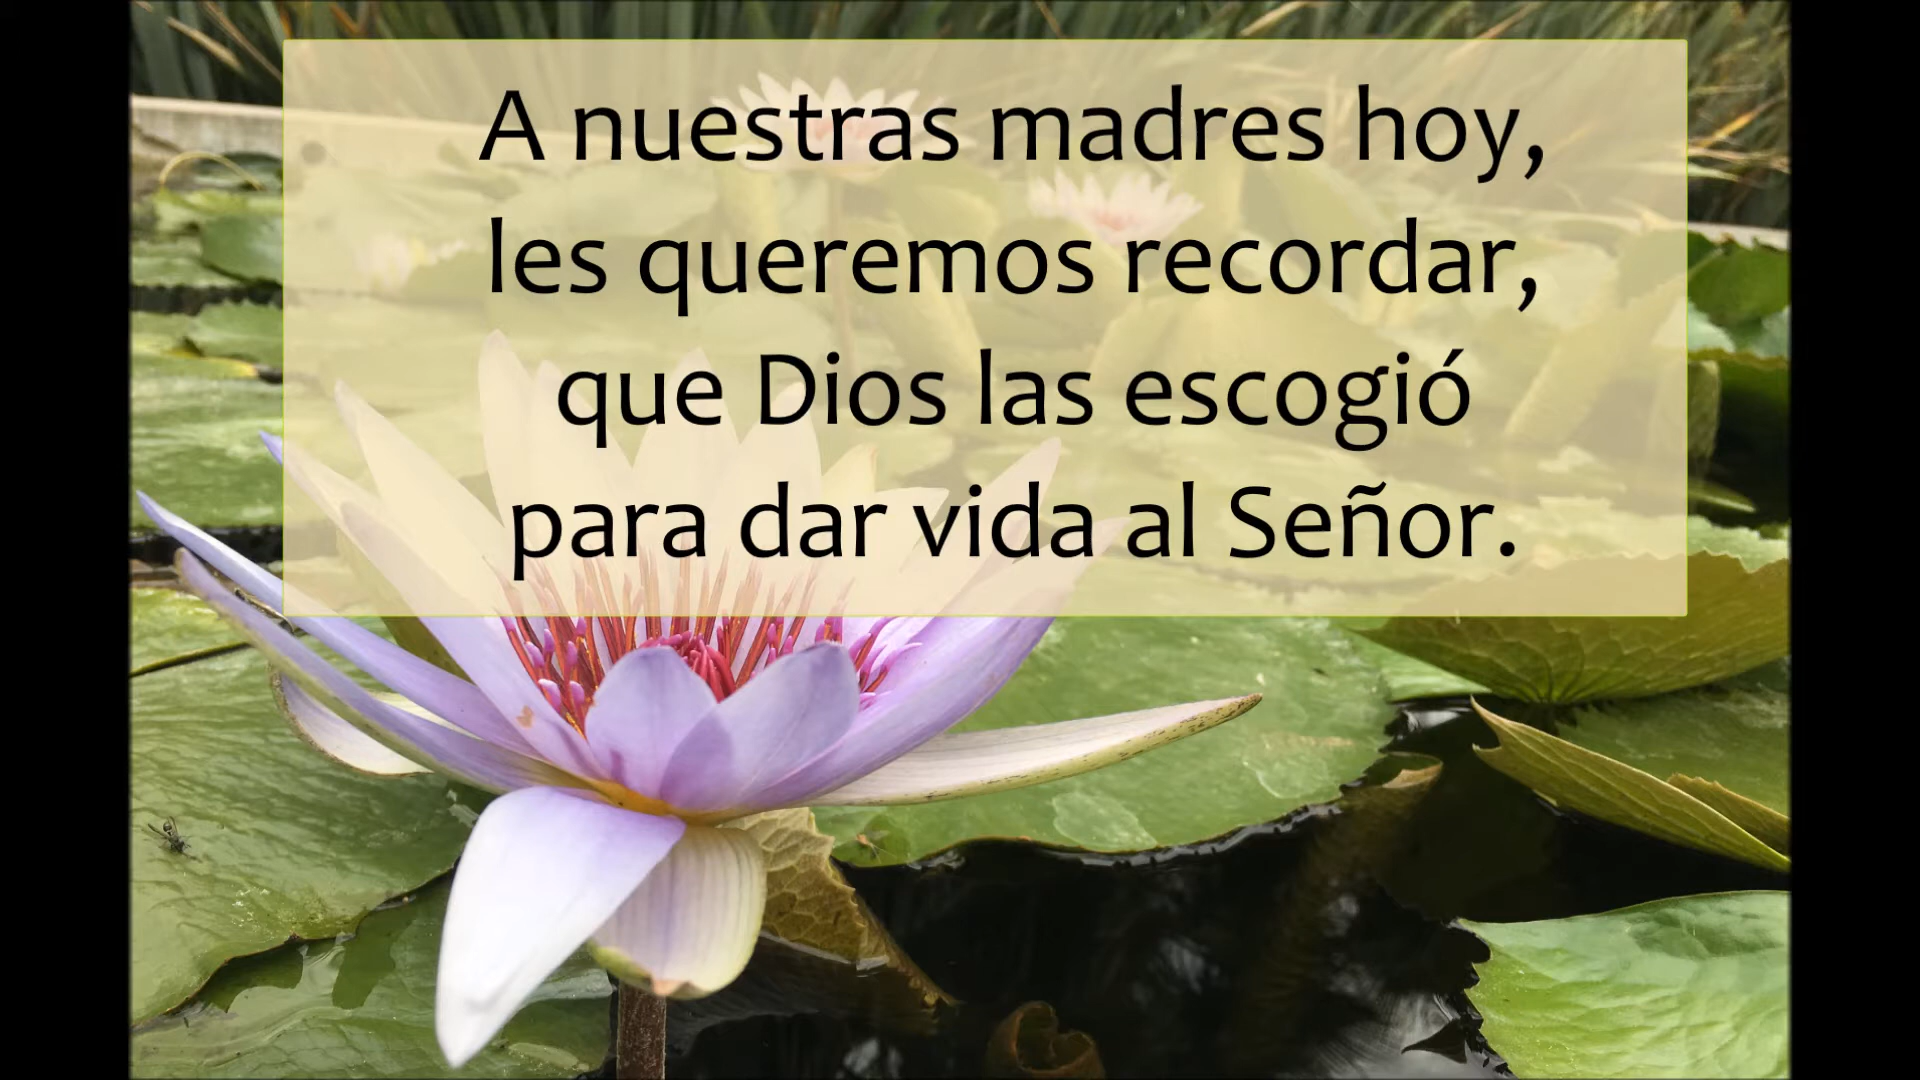 A nuestras madres hoy,
les queremos recordar,
que Dios las escogió
para dar vida al Señor.